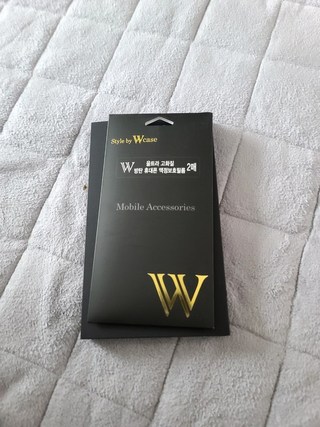 Style by Wcase
W 울트라 고화질
방탄 휴대폰 액정보호필름 2매
Mobile Accessories
W